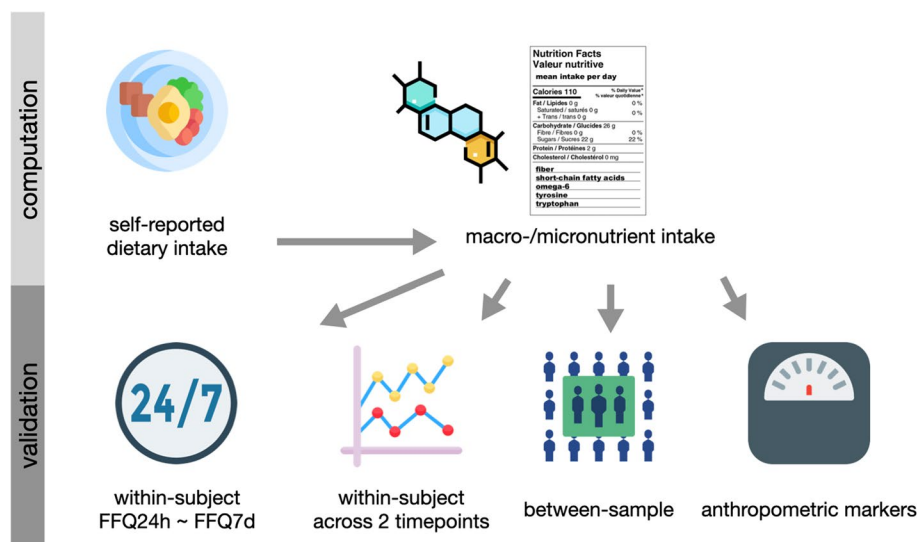 computation
Nutrition Facts
Valeur nutritive
mean intake per day
Calories 110
% Daily Value*
% valeur quotidienne*
Fat / Lipides 0 g 0 %
Saturated / saturés 0 g
+ Trans / trans 0 g
0 %
Carbohydrate / Glucides 26 g
Fibre / Fibres 0 g 0 %
Sugars / Sucres 22 g 22 %
Protein / Protéines 2 g
Cholesterol / Cholestérol 0 mg
fiber
short-chain fatty acids
omega-6
tyrosine
tryptophan
self-reported
dietary intake
macro-/micronutrient intake
validation
24/7
within-subject
FFQ24h ~ FFQ7d
within-subject
across 2 timepoints
between-sample
anthropometric markers